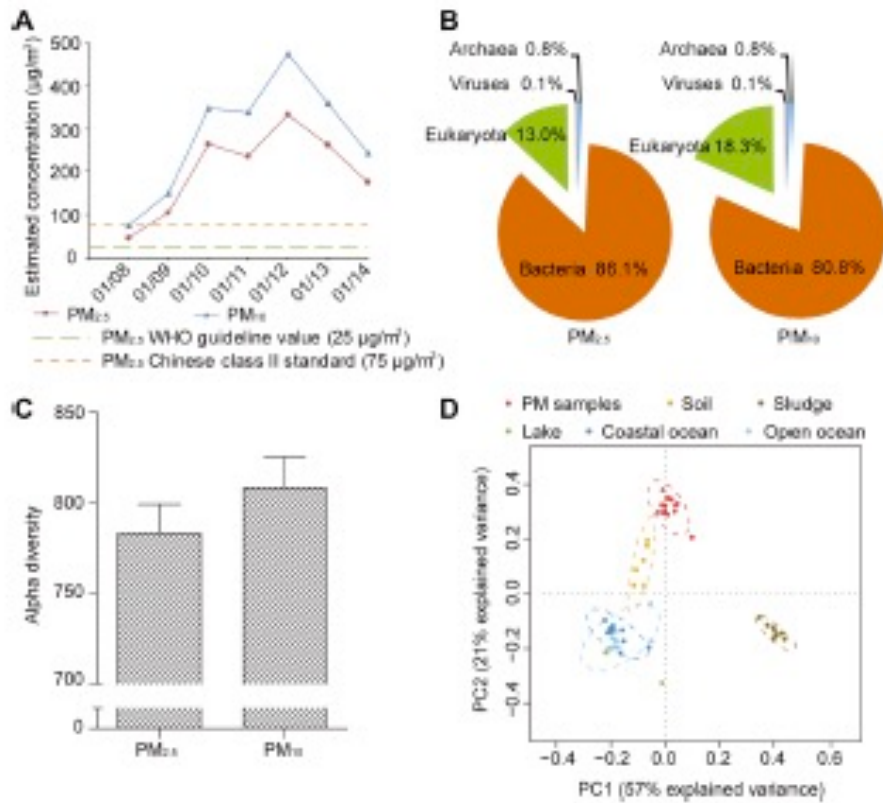 A
Estimated concentration (μg/m³)
500
400
300
200
100
0
01/08
01/09
01/10
01/11
01/12
01/13
01/14
PM2.5
PM10
PM2.5 WHO guideline value (25 μg/m³)
PM2.5 Chinese class II standard (75 μg/m³)
B
Archaea 0.8%
Viruses 0.1%
Eukaryota 13.0%
Bacteria 86.1%
PM2.5
Archaea 0.8%
Viruses 0.1%
Eukaryota 18.3%
Bacteria 80.8%
PM10
C
Alpha diversity
850
800
750
700
0
PM2.5
PM10
D
PM samples
Soil
Sludge
Lake
Coastal ocean
Open ocean
PC2 (21% explained variance)
0.4
0.2
0.0
−0.2
−0.4
−0.4
−0.2
0.0
0.2
0.4
0.6
PC1 (57% explained variance)